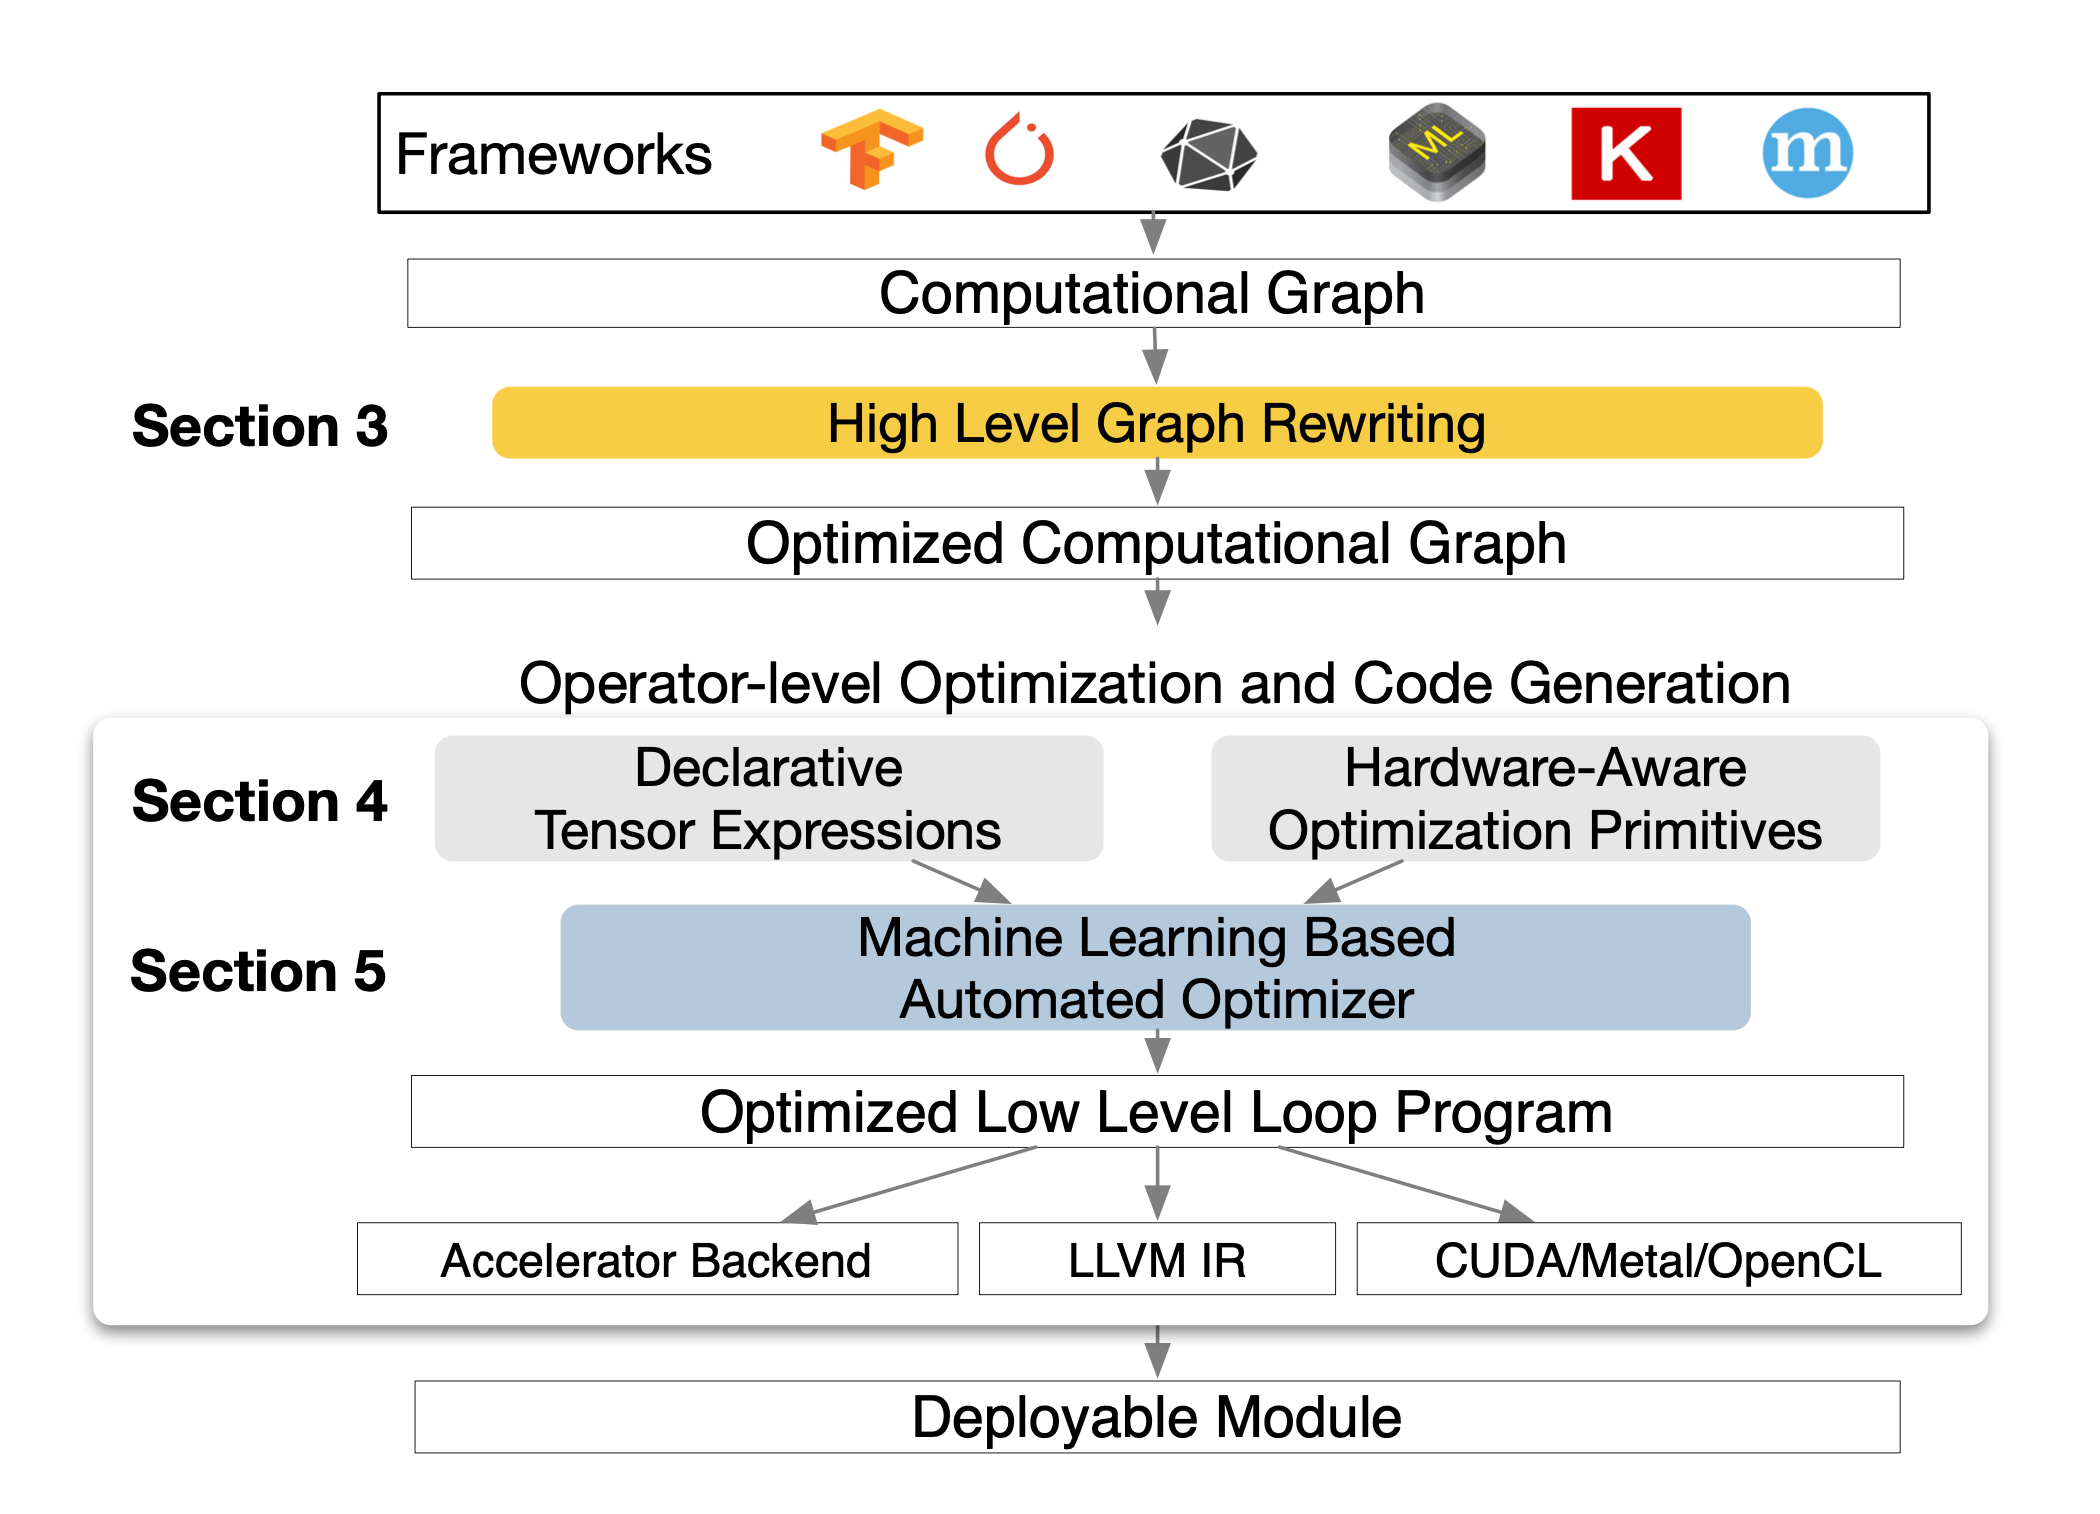 Frameworks
ML
K
m
Computational Graph
Section 3
High Level Graph Rewriting
Optimized Computational Graph
Operator-level Optimization and Code Generation
Section 4
Declarative
Tensor Expressions
Hardware-Aware
Optimization Primitives
Section 5
Machine Learning Based
Automated Optimizer
Optimized Low Level Loop Program
Accelerator Backend
LLVM IR
CUDA/Metal/OpenCL
Deployable Module